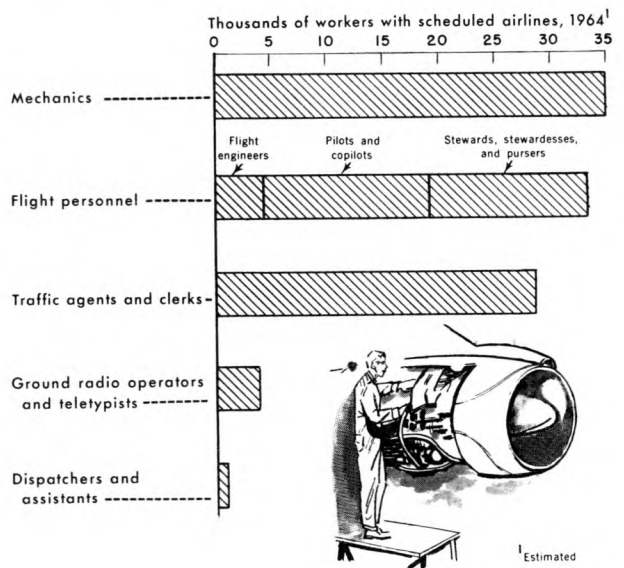 Thousands of workers with scheduled airlines, 1964¹
0 5 10 15 20 25 30 35
Mechanics
Flight
engineers
Pilots and
copilots
Stewards, stewardesses,
and pursers
Flight personnel
Traffic agents and clerks
Ground radio operators
and teletypists
Dispatchers and
assistants
¹Estimated